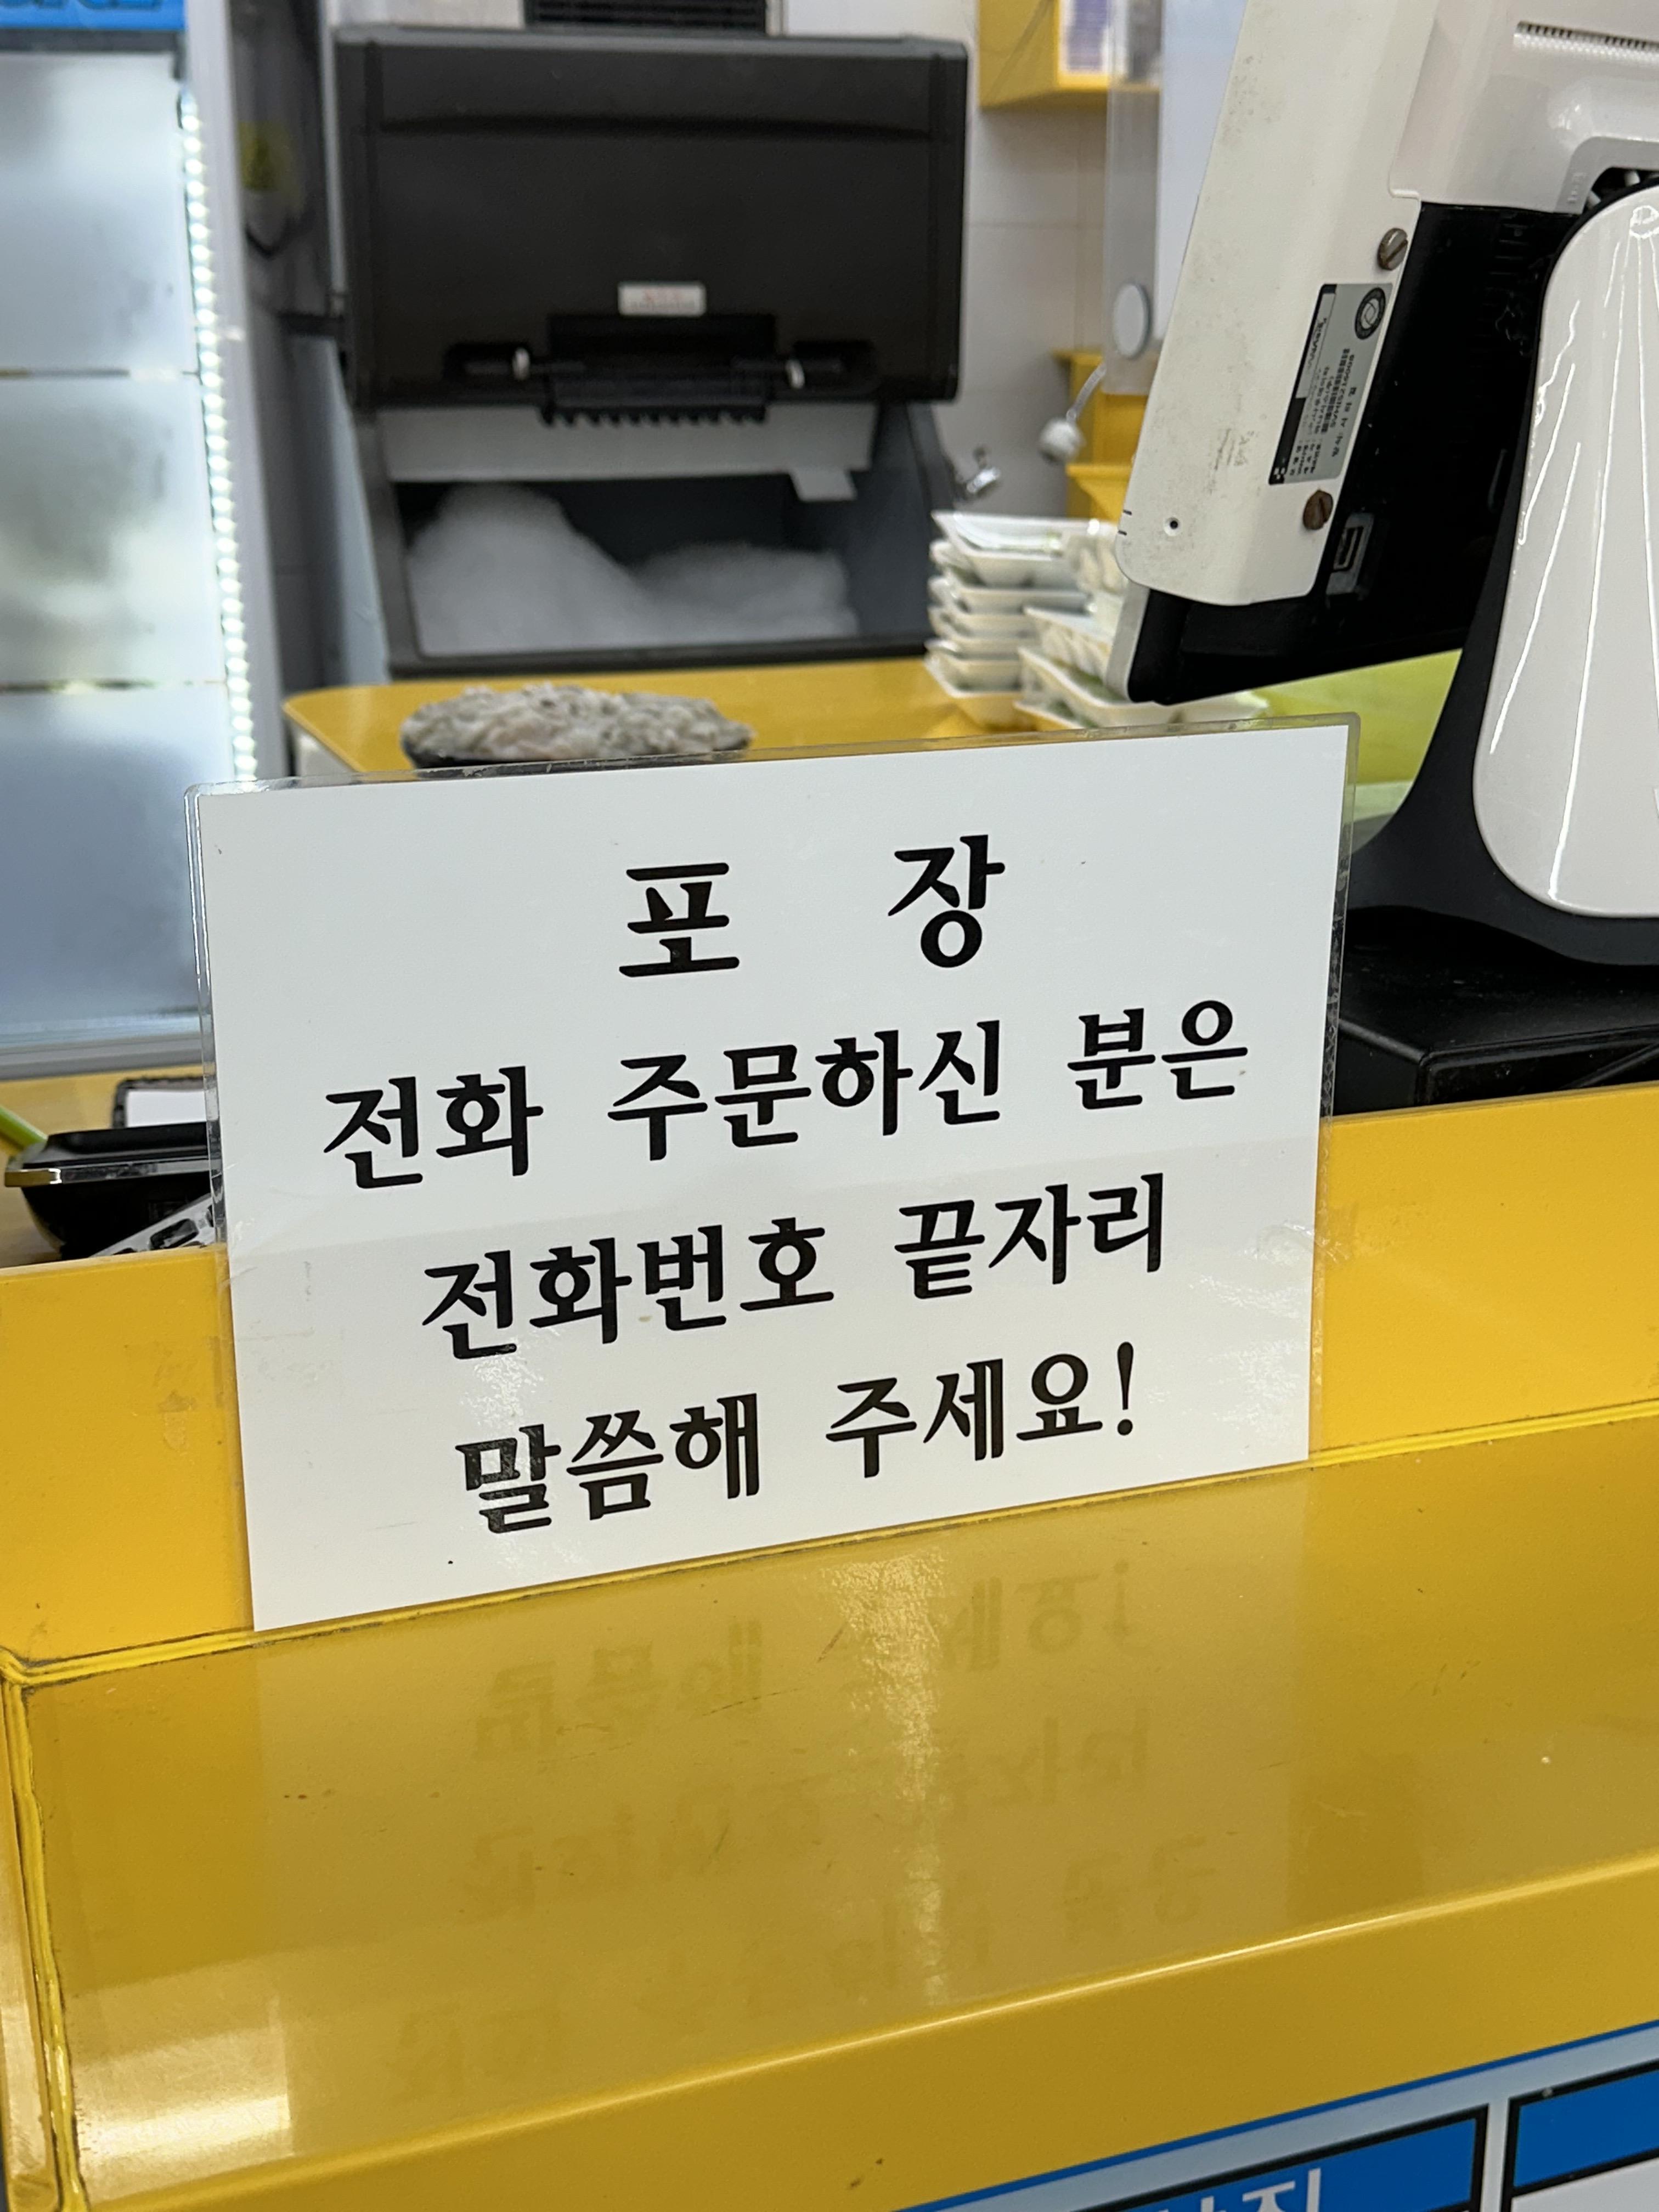 포 장
전화 주문하신 분은
전화번호 끝자리
말씀해 주세요!